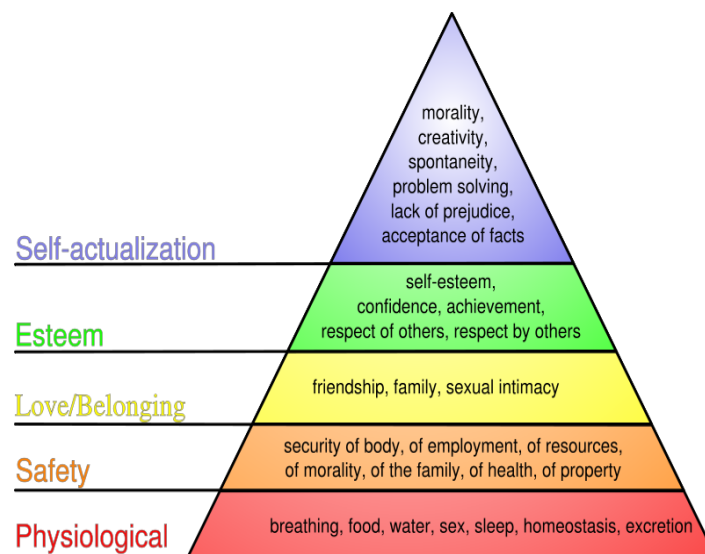 morality,
creativity,
spontaneity,
problem solving,
lack of prejudice,
acceptance of facts
Self-actualization
self-esteem,
confidence, achievement,
respect of others, respect by others
Esteem
friendship, family, sexual intimacy
Love/Belonging
security of body, of employment, of resources,
of morality, of the family, of health, of property
Safety
breathing, food, water, sex, sleep, homeostasis, excretion
Physiological